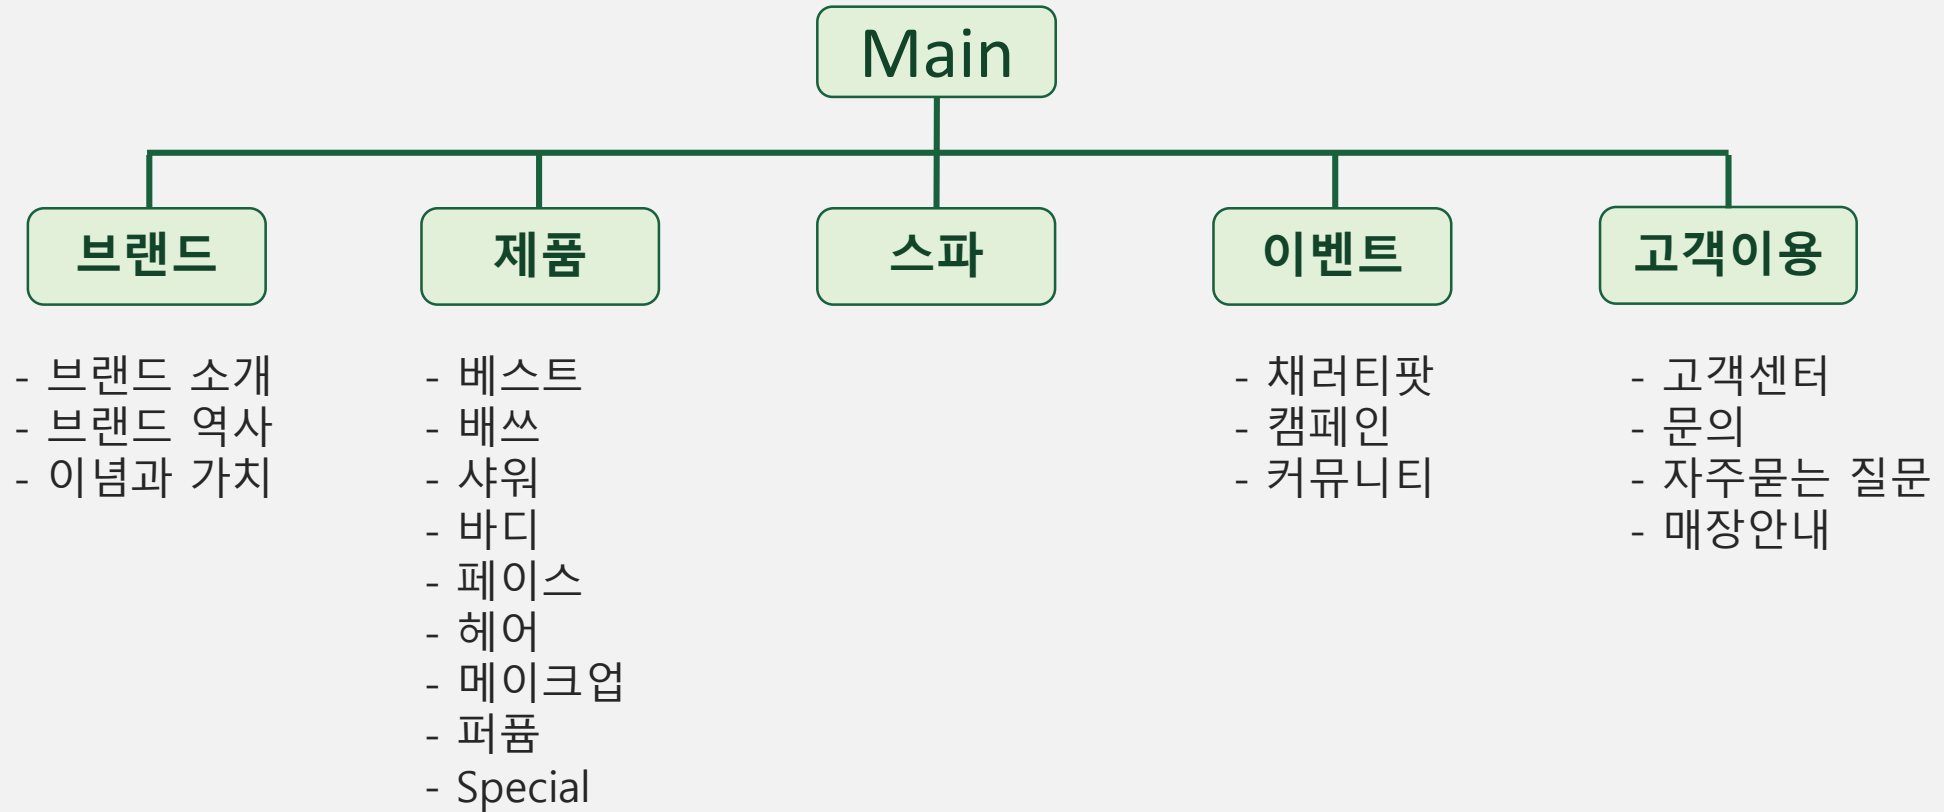 Main
브랜드
제품
스파
이벤트
고객이용
- 브랜드 소개
- 브랜드 역사
- 이념과 가치
- 베스트
- 배쓰
- 샤워
- 바디
- 페이스
- 헤어
- 메이크업
- 퍼퓸
- Special
- 채러티팟
- 캠페인
- 커뮤니티
- 고객센터
- 문의
- 자주묻는 질문
- 매장안내